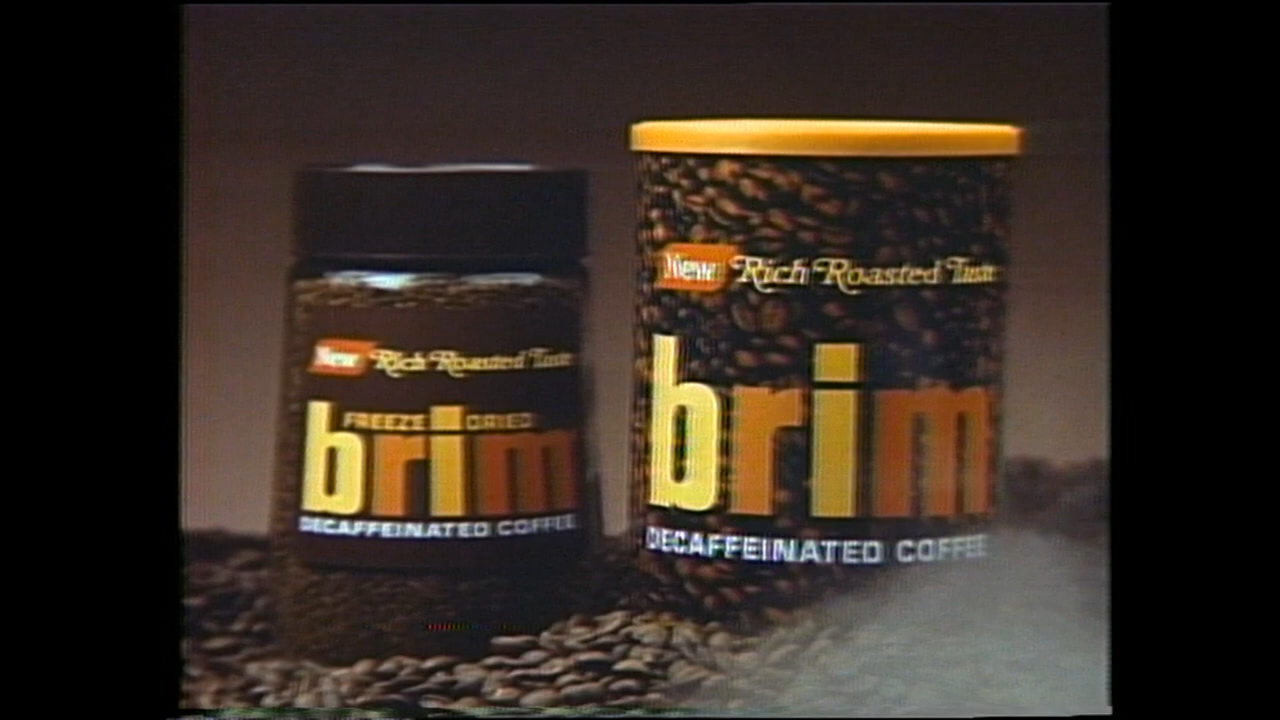 New Rich Roasted Taste
FREEZE DRIED
brim
DECAFFEINATED COFFEE
New Rich Roasted Taste
brim
DECAFFEINATED COFFEE